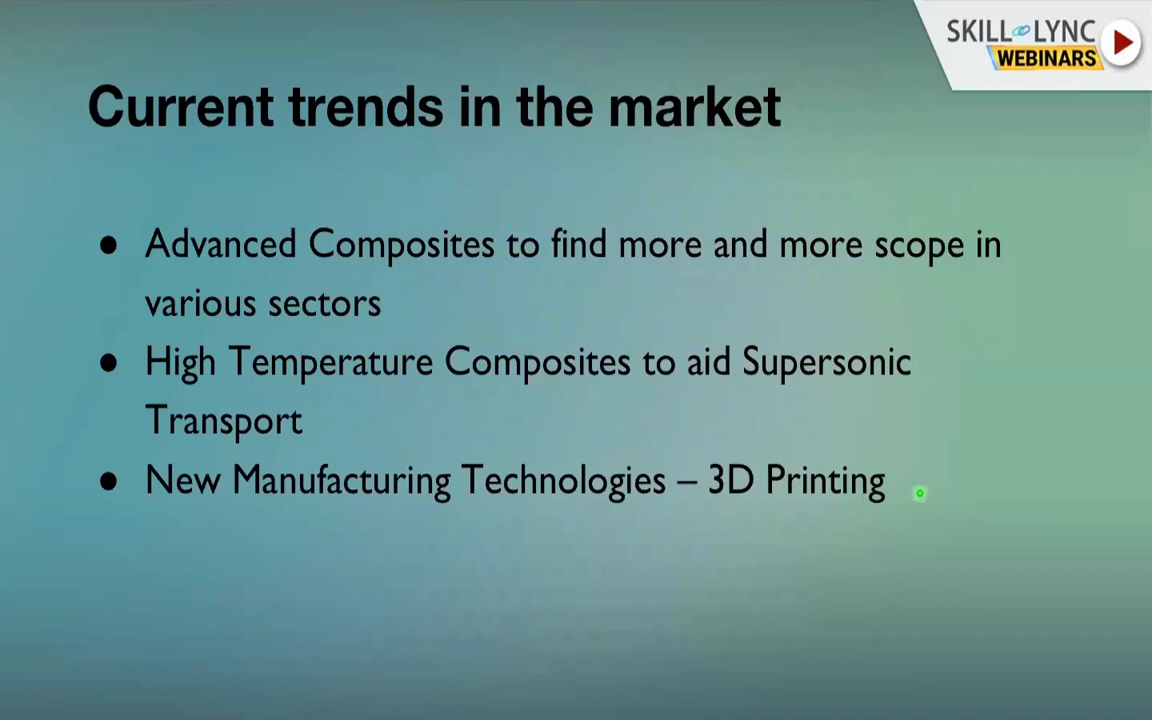 SKILL LYNC
WEBINARS
Current trends in the market
● Advanced Composites to find more and more scope in
various sectors
● High Temperature Composites to aid Supersonic
Transport
● New Manufacturing Technologies – 3D Printing